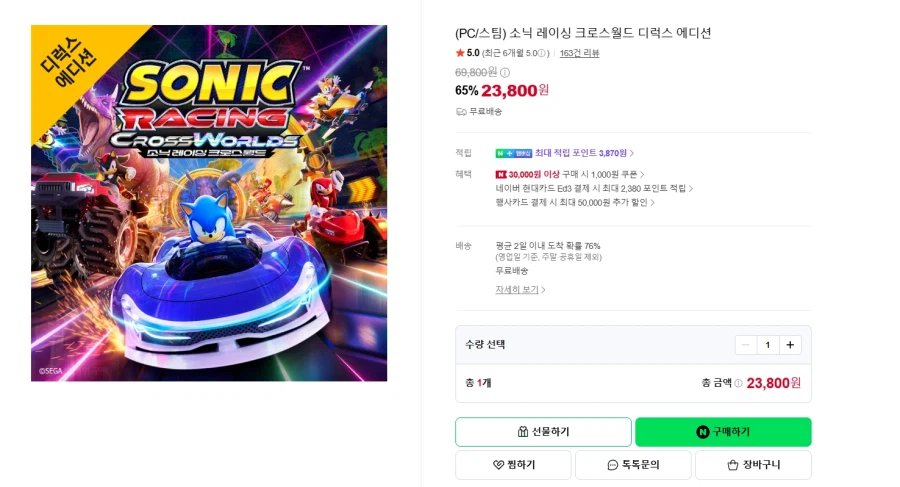 디럭스
에디션
SONIC
RACING
CROSSWORLDS
소닉 레이싱 크로스월드
©SEGA
(PC/스팀) 소닉 레이싱 크로스월드 디럭스 에디션
★ 5.0 (최근 6개월 5.0ⓘ) | 163건 리뷰
69,800원 ⓘ
65% 23,800원
무료배송
적립 N+ 멤버십 최대 적립 포인트 3,870원 >
혜택 N 30,000원 이상 구매 시 1,000원 쿠폰 >
네이버 현대카드 Ed3 결제 시 최대 2,380 포인트 적립 >
행사카드 결제 시 최대 50,000원 추가 할인 >
배송 평균 2일 이내 도착 확률 76%
(영업일 기준, 주말 공휴일 제외)
무료배송
자세히 보기 >
수량 선택 − 1 +
총 1개 총 금액 ⓘ 23,800원
선물하기 N 구매하기
찜하기 톡톡문의 장바구니